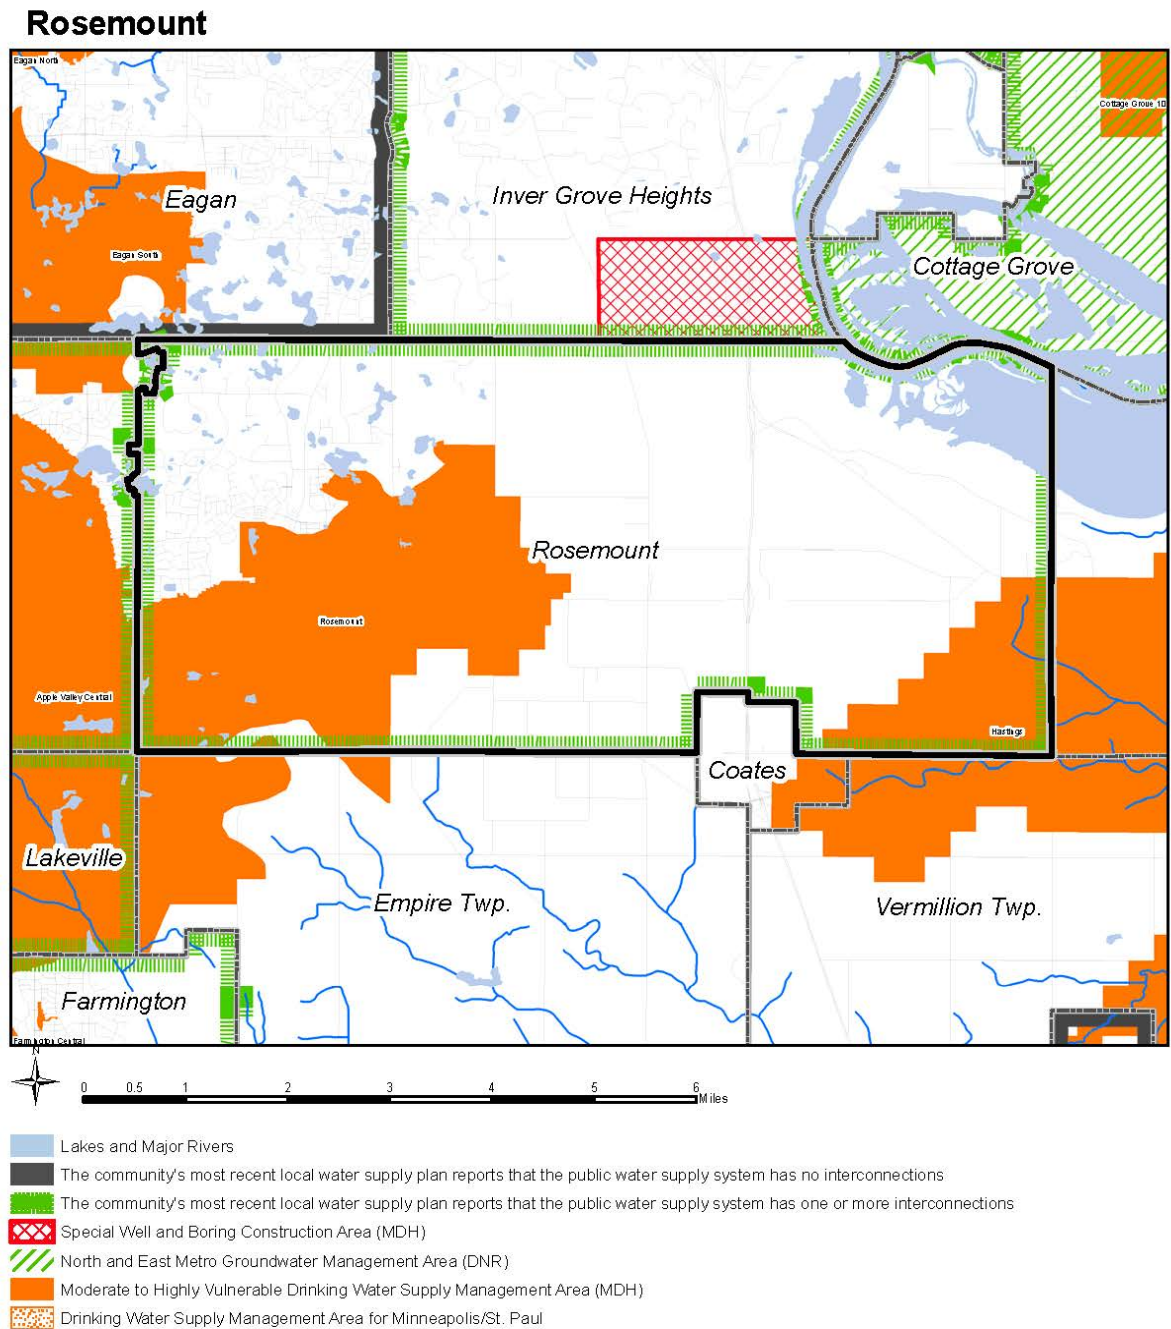 Rosemount
Eagan North
Cottage Grove 10
Eagan
Inver Grove Heights
Eagan South
Cottage Grove
Rosemount
Rosemount
Apple Valley Central
Hastings
Coates
Lakeville
Empire Twp.
Vermillion Twp.
Farmington
Farmington Central
N
0 0.5 1 2 3 4 5 6
Miles
Lakes and Major Rivers
The community's most recent local water supply plan reports that the public water supply system has no interconnections
The community's most recent local water supply plan reports that the public water supply system has one or more interconnections
Special Well and Boring Construction Area (MDH)
North and East Metro Groundwater Management Area (DNR)
Moderate to Highly Vulnerable Drinking Water Supply Management Area (MDH)
Drinking Water Supply Management Area for Minneapolis/St. Paul